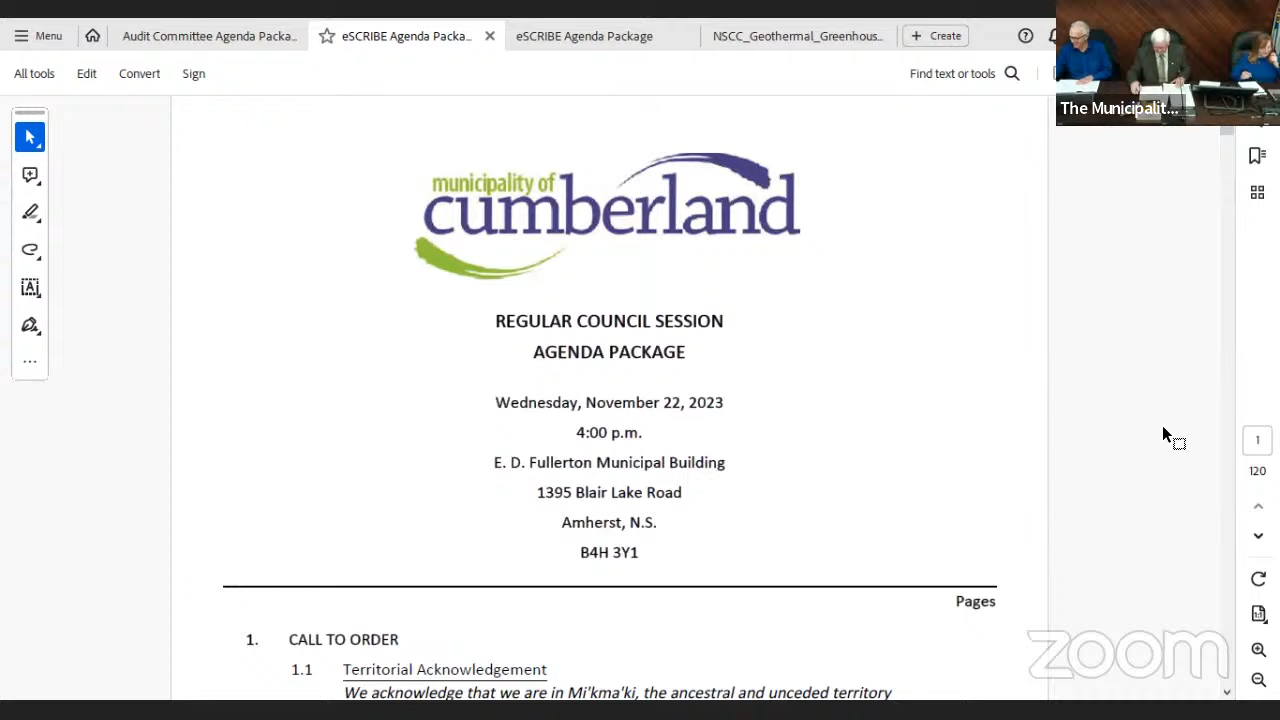 Menu
Audit Committee Agenda Packa...
eSCRIBE Agenda Packa...
eSCRIBE Agenda Package
NSCC_Geothermal_Greenhous...
Create
All tools
Edit
Convert
Sign
Find text or tools
The Municipalit...
municipality of
cumberland
REGULAR COUNCIL SESSION
AGENDA PACKAGE
Wednesday, November 22, 2023
4:00 p.m.
E. D. Fullerton Municipal Building
1395 Blair Lake Road
Amherst, N.S.
B4H 3Y1
1
120
Pages
1. CALL TO ORDER
1.1 Territorial Acknowledgement
We acknowledge that we are in Mi'kma'ki, the ancestral and unceded territory
zoom